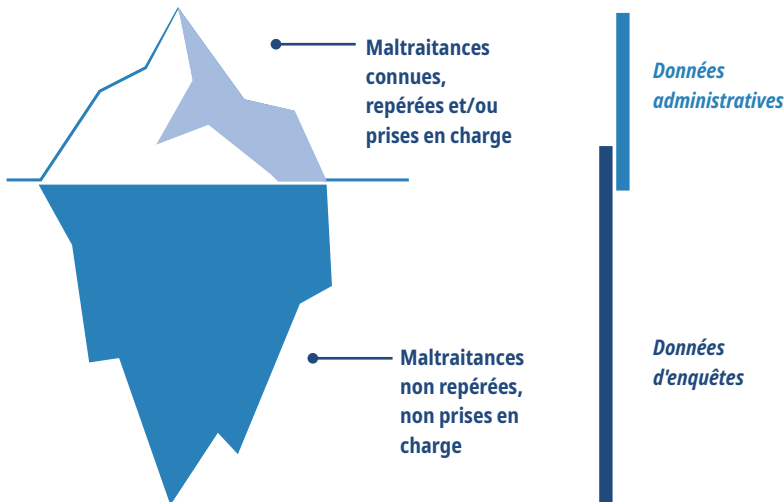 Maltraitances
connues,
repérées et/ou
prises en charge
Données
administratives
Maltraitances
non repérées,
non prises en
charge
Données
d'enquêtes